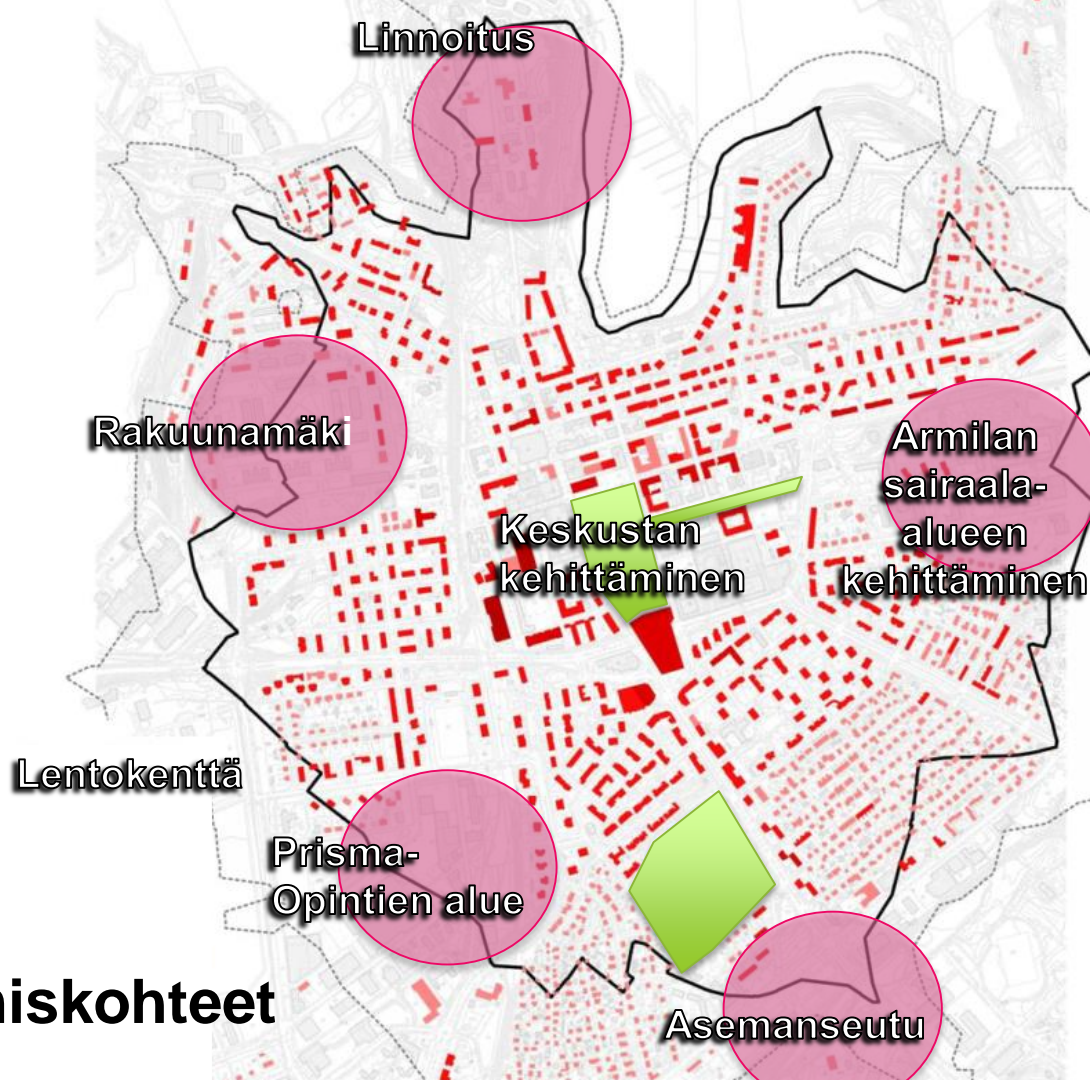 Linnoitus
Rakuunamäki
Armilan
sairaala-
alueen
kehittäminen
Keskustan
kehittäminen
Lentokenttä
Prisma-
Opintien alue
iskohteet
Asemanseutu